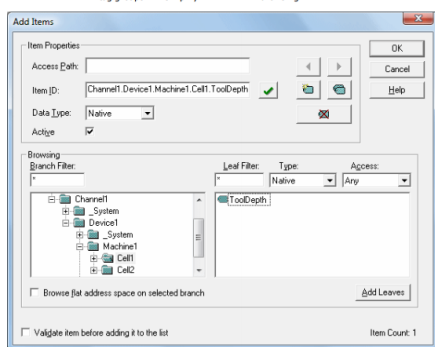 Add Items
Item Properties
Access Path:
Item ID: Channel1.Device1.Machine1.Cell1.ToolDepth
Data Type: Native
Active
OK
Cancel
Help
Browsing
Branch Filter: Leaf Filter: Type: Access:
* * Native Any
Channel1
_System
Device1
_System
Machine1
Cell1
Cell2
ToolDepth
Browse flat address space on selected branch
Add Leaves
Validate item before adding it to the list
Item Count: 1